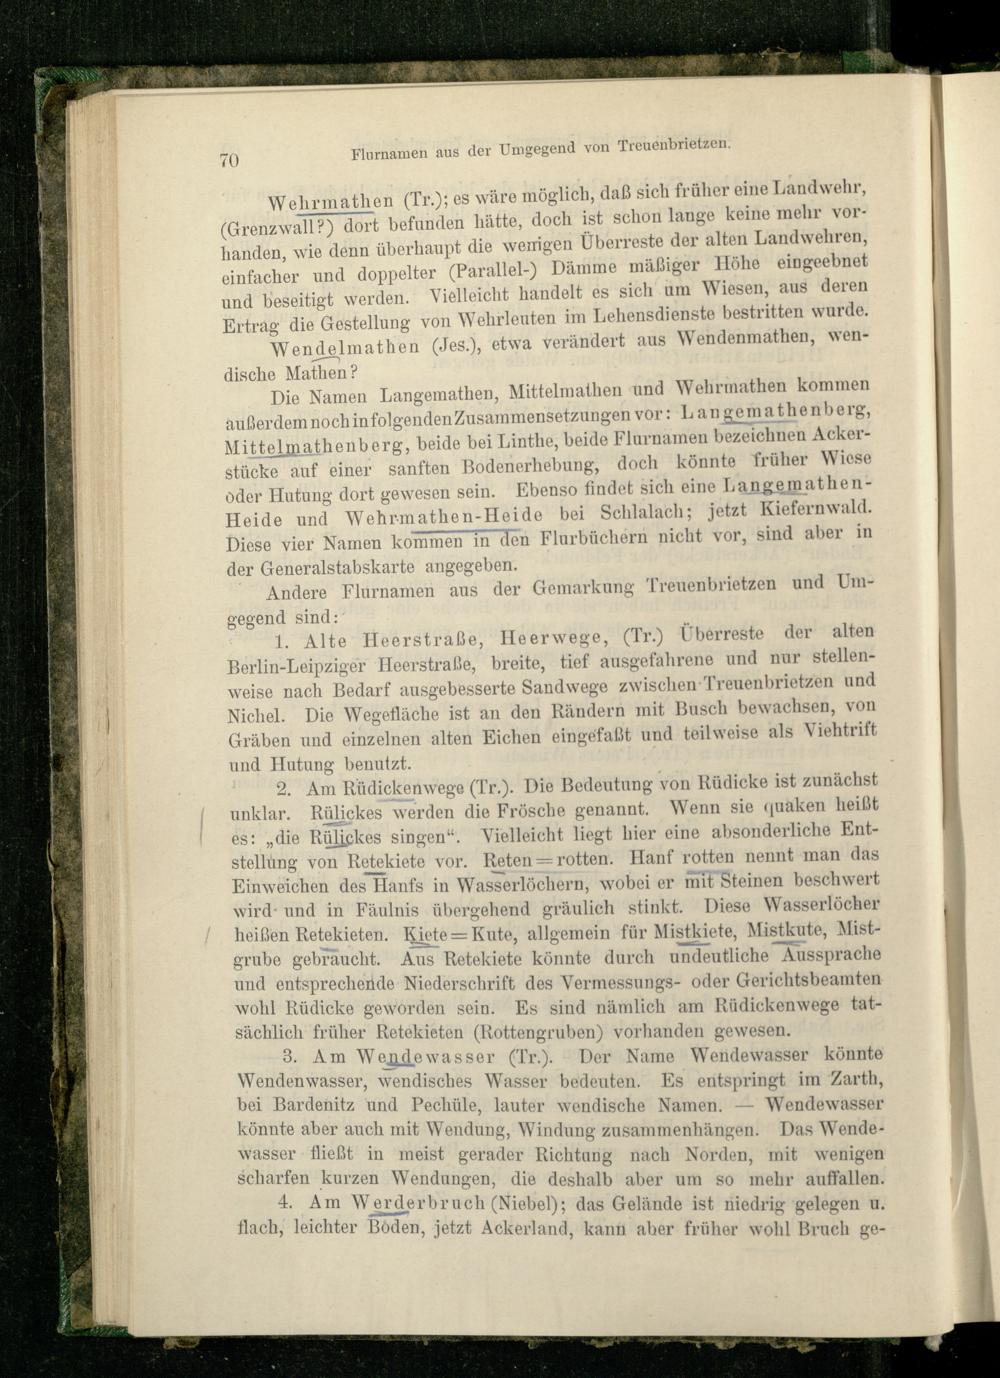 70
Flurnamen aus der Umgegend von Treuenbrietzen.
Wehrmathen (Tr.); es wäre möglich, daß sich früher eine Landwehr,
(Grenzwall?) dort befunden hätte, doch ist schon lange keine mehr vor-
handen, wie denn überhaupt die wenigen Überreste der alten Landwehren,
einfacher und doppelter (Parallel-) Dämme mäßiger Höhe eingeebnet
und beseitigt werden. Vielleicht handelt es sich um Wiesen, aus deren
Ertrag die Gestellung von Wehrleuten im Lehensdienste bestritten wurde.
Wendelmathen (Jes.), etwa verändert aus Wendenmathen, wen-
dische Mathen?
Die Namen Langemathen, Mittelmathen und Wehrmathen kommen
außerdem noch in folgenden Zusammensetzungen vor: Langemathenberg,
Mittelmathenberg, beide bei Linthe, beide Flurnamen bezeichnen Acker-
stücke auf einer sanften Bodenerhebung, doch könnte früher Wiese
oder Hutung dort gewesen sein. Ebenso findet sich eine Langemathen-
Heide und Wehrmathen-Heide bei Schlalach; jetzt Kiefernwald.
Diese vier Namen kommen in den Flurbüchern nicht vor, sind aber in
der Generalstabskarte angegeben.
Andere Flurnamen aus der Gemarkung Treuenbrietzen und Um-
gegend sind:
1. Alte Heerstraße, Heerwege, (Tr.) Überreste der alten
Berlin-Leipziger Heerstraße, breite, tief ausgefahrene und nur stellen-
weise nach Bedarf ausgebesserte Sandwege zwischen Treuenbrietzen und
Nichel. Die Wegefläche ist an den Rändern mit Busch bewachsen, von
Gräben und einzelnen alten Eichen eingefaßt und teilweise als Viehtrift
und Hutung benutzt.
2. Am Rüdickenwege (Tr.). Die Bedeutung von Rüdicke ist zunächst
unklar. Rülickes werden die Frösche genannt. Wenn sie quaken heißt
es: „die Rülickes singen“. Vielleicht liegt hier eine absonderliche Ent-
stellung von Retekiete vor. Reten = rotten. Hanf rotten nennt man das
Einweichen des Hanfs in Wasserlöchern, wobei er mit Steinen beschwert
wird und in Fäulnis übergehend gräulich stinkt. Diese Wasserlöcher
heißen Retekieten. Kiete = Kute, allgemein für Mistkiete, Mistkute, Mist-
grube gebraucht. Aus Retekiete könnte durch undeutliche Aussprache
und entsprechende Niederschrift des Vermessungs- oder Gerichtsbeamten
wohl Rüdicke geworden sein. Es sind nämlich am Rüdickenwege tat-
sächlich früher Retekieten (Rottengruben) vorhanden gewesen.
3. Am Wendewasser (Tr.). Der Name Wendewasser könnte
Wendenwasser, wendisches Wasser bedeuten. Es entspringt im Zarth,
bei Bardenitz und Pechüle, lauter wendische Namen. — Wendewasser
könnte aber auch mit Wendung, Windung zusammenhängen. Das Wende-
wasser fließt in meist gerader Richtung nach Norden, mit wenigen
scharfen kurzen Wendungen, die deshalb aber um so mehr auffallen.
4. Am Werderbruch (Niebel); das Gelände ist niedrig gelegen u.
flach, leichter Boden, jetzt Ackerland, kann aber früher wohl Bruch ge-